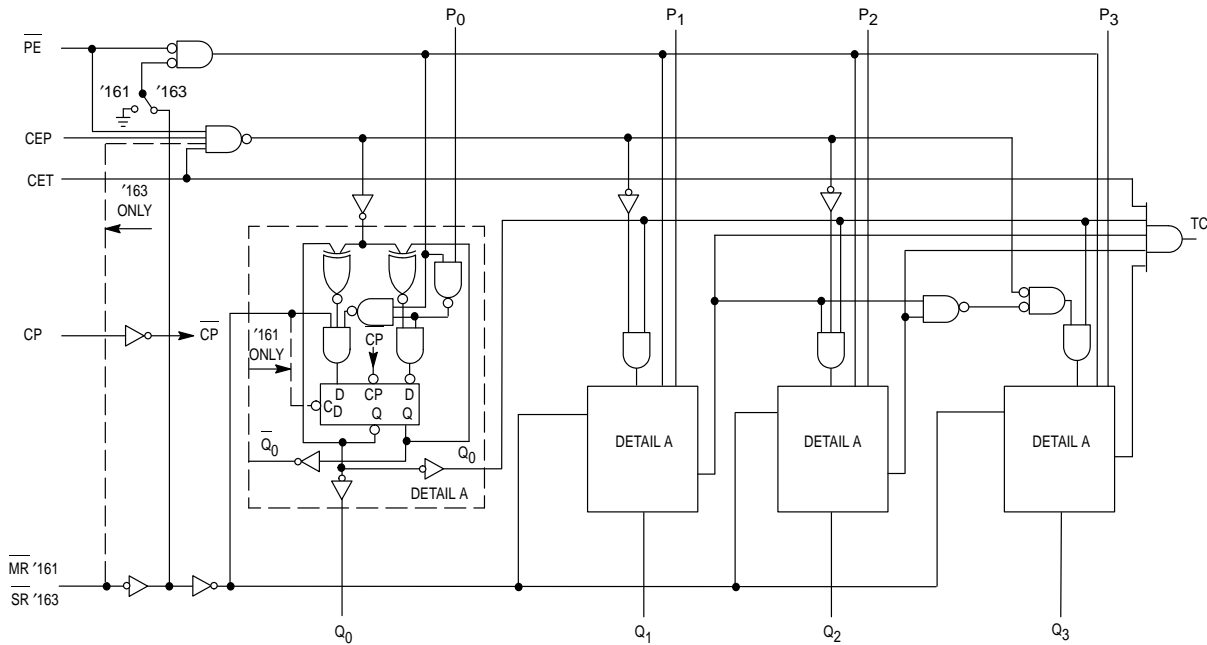 P0 P1 P2 P3
PE
'161 '163
CEP
CET
'163
ONLY
TC
CP CP
'161
ONLY
CP
D CP D
CD Q Q
Q0 Q0
DETAIL A
DETAIL A
DETAIL A
DETAIL A
MR '161
SR '163
Q0 Q1 Q2 Q3